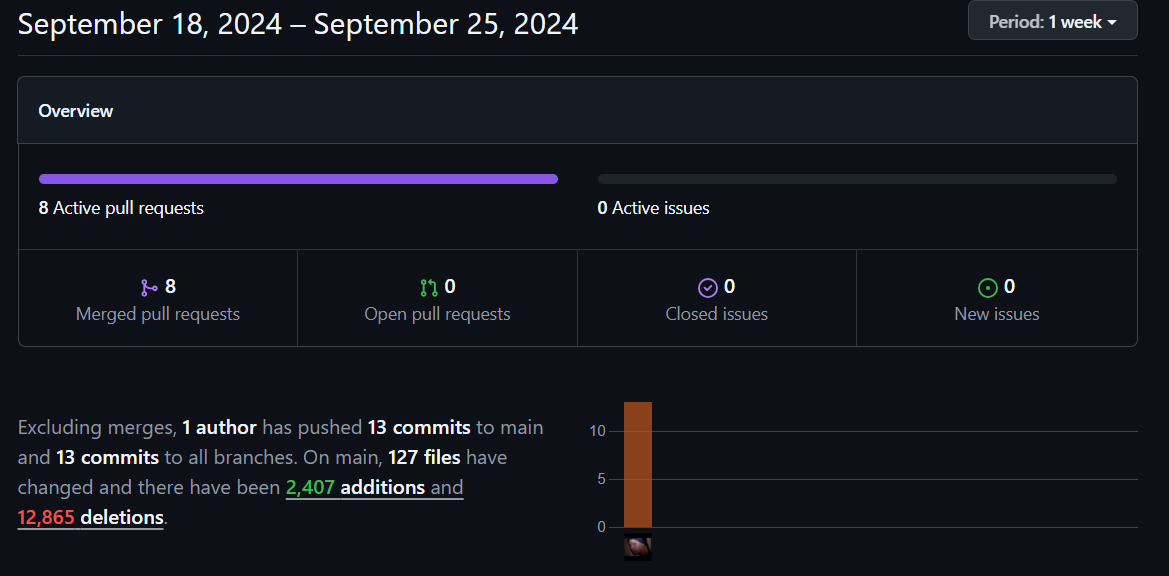 September 18, 2024 – September 25, 2024
Period: 1 week
Overview
8 Active pull requests
0 Active issues
8
Merged pull requests
0
Open pull requests
0
Closed issues
0
New issues
Excluding merges, 1 author has pushed 13 commits to main
and 13 commits to all branches. On main, 127 files have
changed and there have been 2,407 additions and
12,865 deletions.
10
5
0